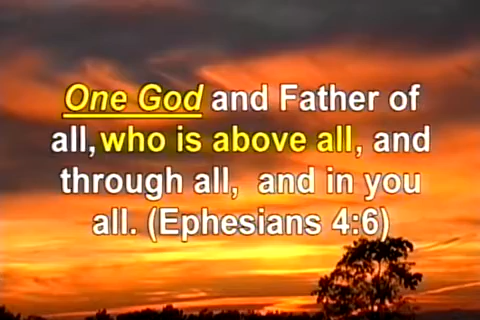 One God and Father of
all, who is above all, and
through all, and in you
all. (Ephesians 4:6)